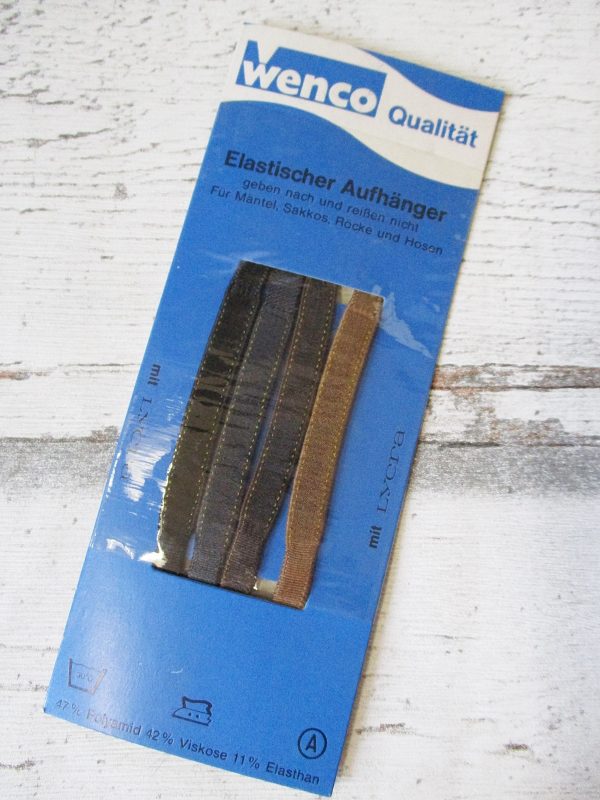 wenco
Qualität
Elastischer Aufhänger
geben nach und reißen nicht
Für Mäntel, Sakkos, Röcke und Hosen
mit Lycra
mit Lycra
30°C
A
47% Polyamid 42% Viskose 11% Elasthan